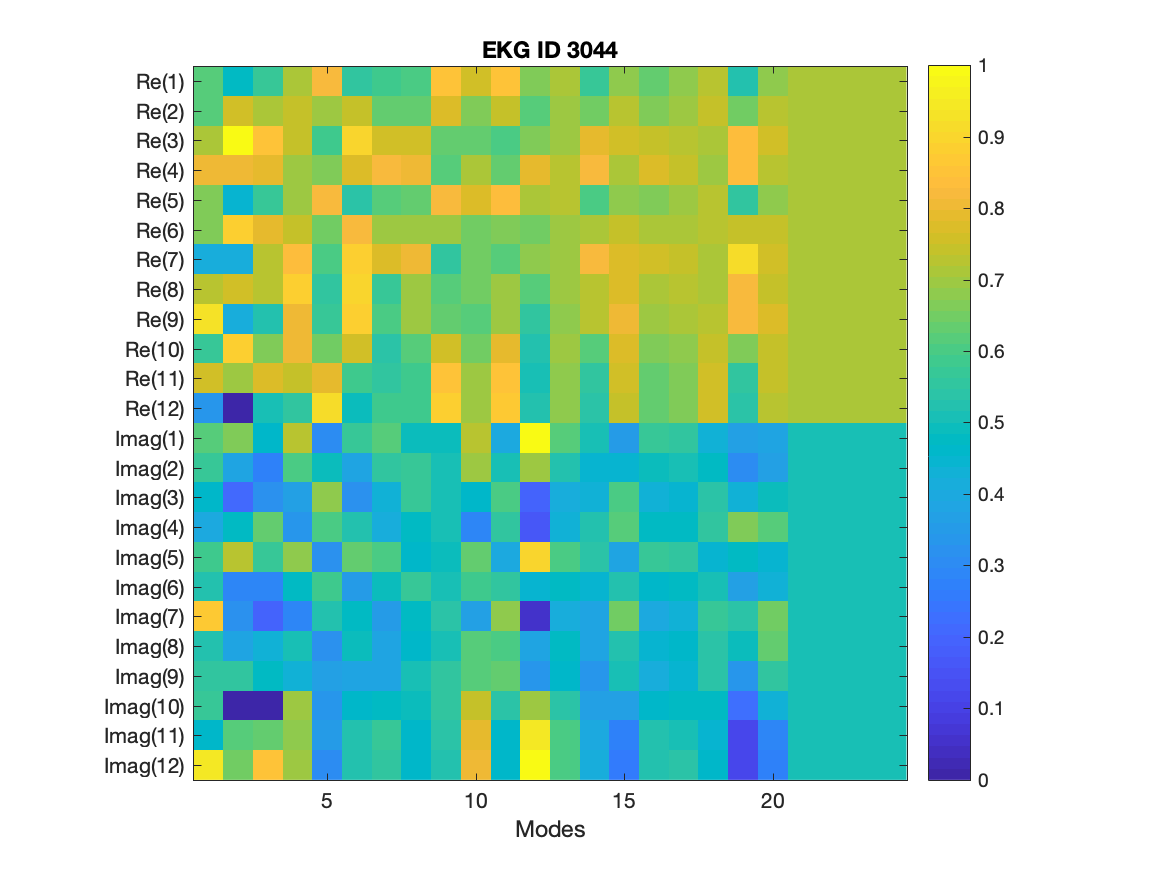 EKG ID 3044
Re(1)
Re(2)
Re(3)
Re(4)
Re(5)
Re(6)
Re(7)
Re(8)
Re(9)
Re(10)
Re(11)
Re(12)
Imag(1)
Imag(2)
Imag(3)
Imag(4)
Imag(5)
Imag(6)
Imag(7)
Imag(8)
Imag(9)
Imag(10)
Imag(11)
Imag(12)
5 10 15 20
Modes
1
0.9
0.8
0.7
0.6
0.5
0.4
0.3
0.2
0.1
0